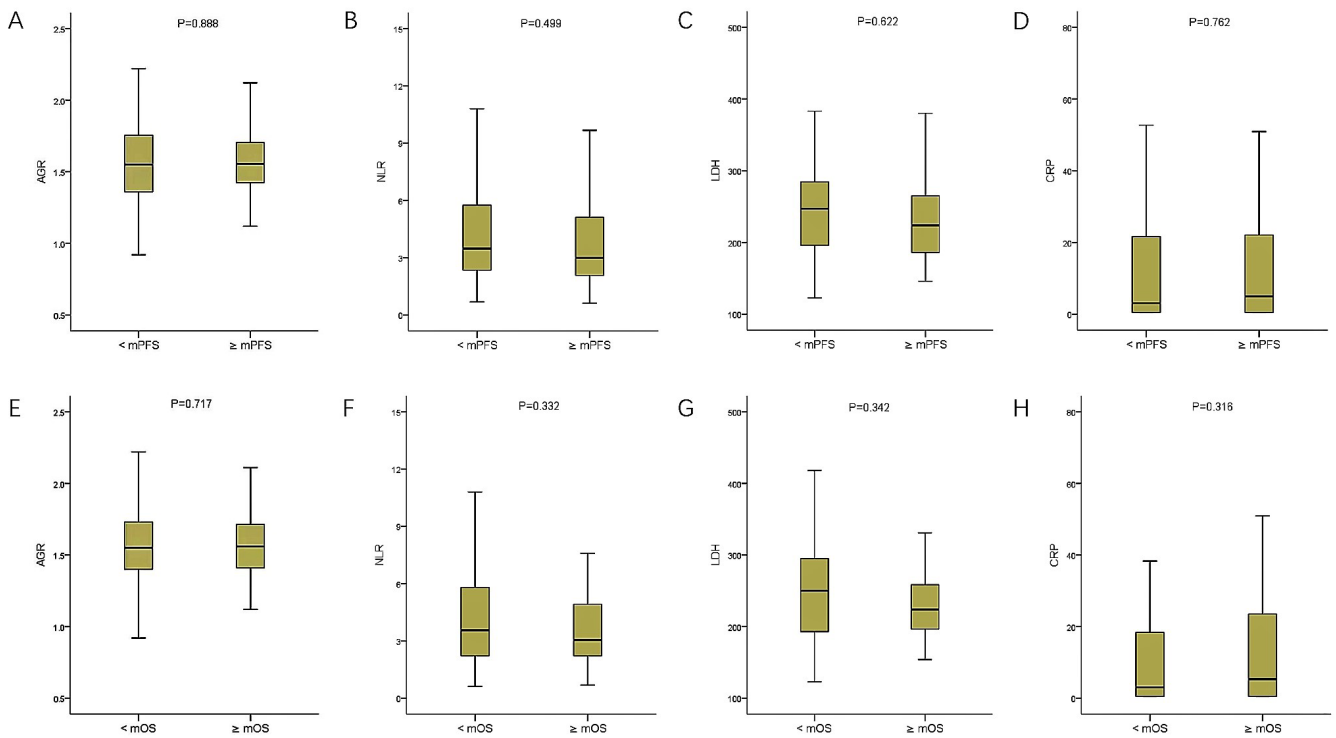 A
P=0.888
2.5
2.0
1.5
1.0
0.5
AGR
< mPFS
≥ mPFS
B
P=0.499
15
12
9
6
3
0
NLR
< mPFS
≥ mPFS
C
P=0.622
500
400
300
200
100
LDH
< mPFS
≥ mPFS
D
P=0.762
80
60
40
20
0
CRP
< mPFS
≥ mPFS
E
P=0.717
2.5
2.0
1.5
1.0
0.5
AGR
< mOS
≥ mOS
F
P=0.332
15
12
9
6
3
0
NLR
< mOS
≥ mOS
G
P=0.342
500
400
300
200
100
LDH
< mOS
≥ mOS
H
P=0.316
80
60
40
20
0
CRP
< mOS
≥ mOS